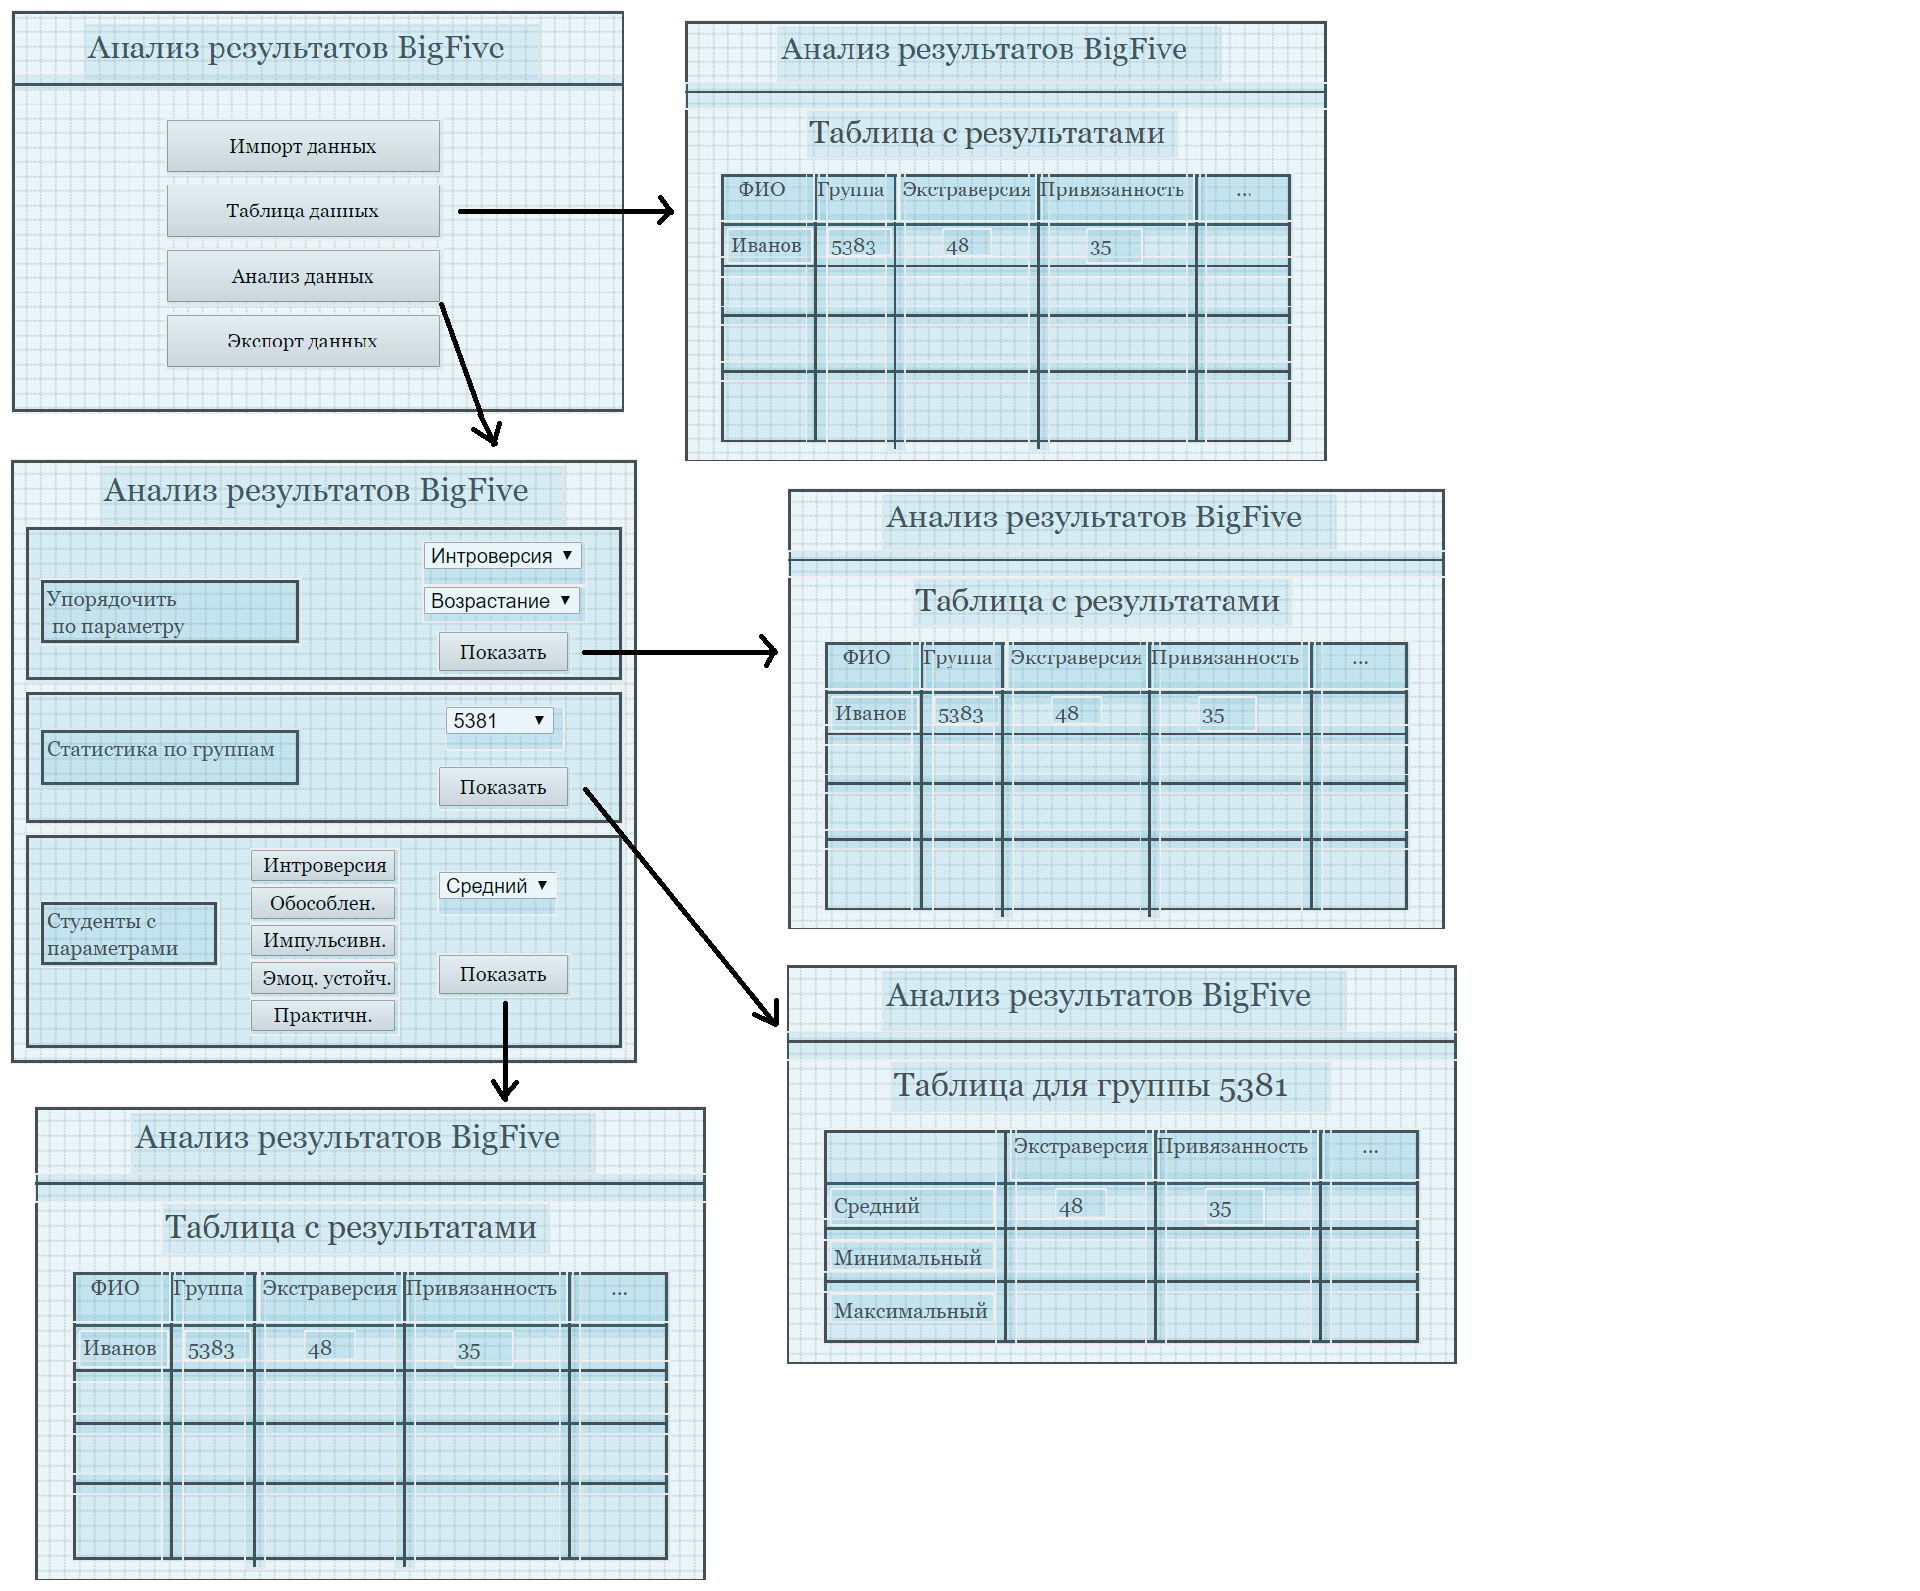 Анализ результатов BigFive
Импорт данных
Таблица данных
Анализ данных
Экспорт данных
Анализ результатов BigFive
Таблица с результатами
ФИО Группа Экстраверсия Привязанность ...
Иванов 5383 48 35
Анализ результатов BigFive
Упорядочить
по параметру
Интроверсия
Возрастание
Показать
Статистика по группам
5381
Показать
Студенты с
параметрами
Интроверсия
Обособлен.
Импульсивн.
Эмоц. устойч.
Практичн.
Средний
Показать
Анализ результатов BigFive
Таблица с результатами
ФИО Группа Экстраверсия Привязанность ...
Иванов 5383 48 35
Анализ результатов BigFive
Таблица для группы 5381
Экстраверсия Привязанность ...
Средний 48 35
Минимальный
Максимальный
Анализ результатов BigFive
Таблица с результатами
ФИО Группа Экстраверсия Привязанность ...
Иванов 5383 48 35